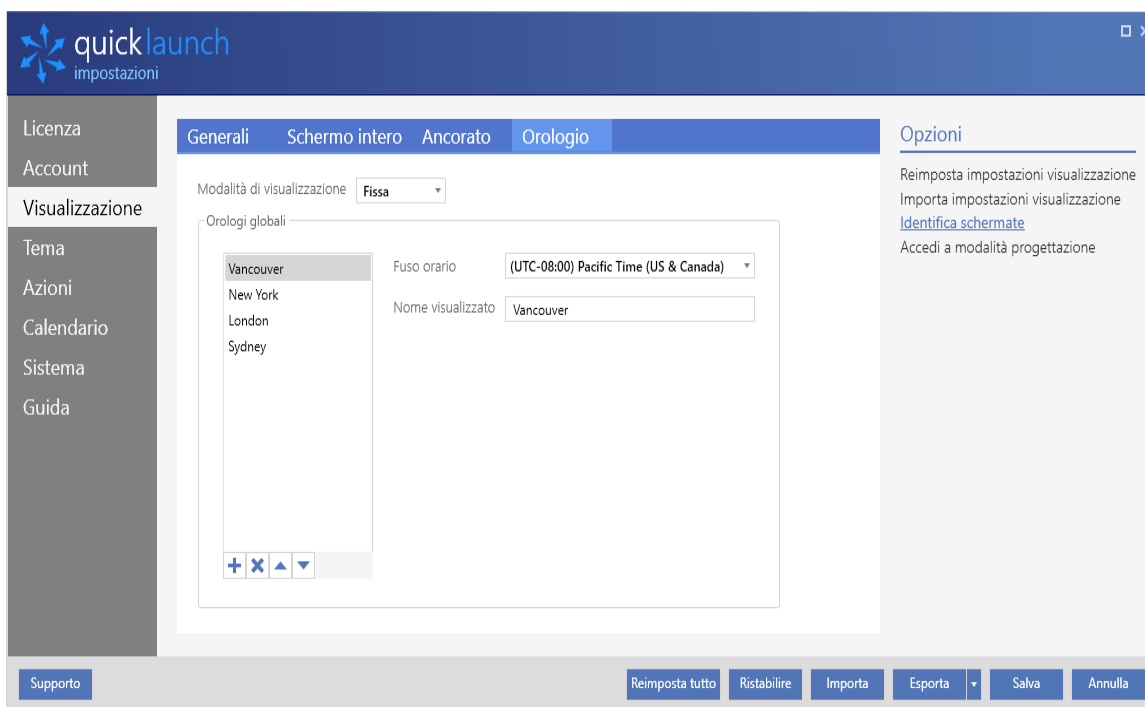 quicklaunch
impostazioni
Licenza
Account
Visualizzazione
Tema
Azioni
Calendario
Sistema
Guida
Generali Schermo intero Ancorato Orologio
Modalità di visualizzazione Fissa
Orologi globali
Vancouver
New York
London
Sydney
Fuso orario (UTC-08:00) Pacific Time (US & Canada)
Nome visualizzato Vancouver
Opzioni
Reimposta impostazioni visualizzazione
Importa impostazioni visualizzazione
Identifica schermate
Accedi a modalità progettazione
Supporto Reimposta tutto Ristabilire Importa Esporta Salva Annulla